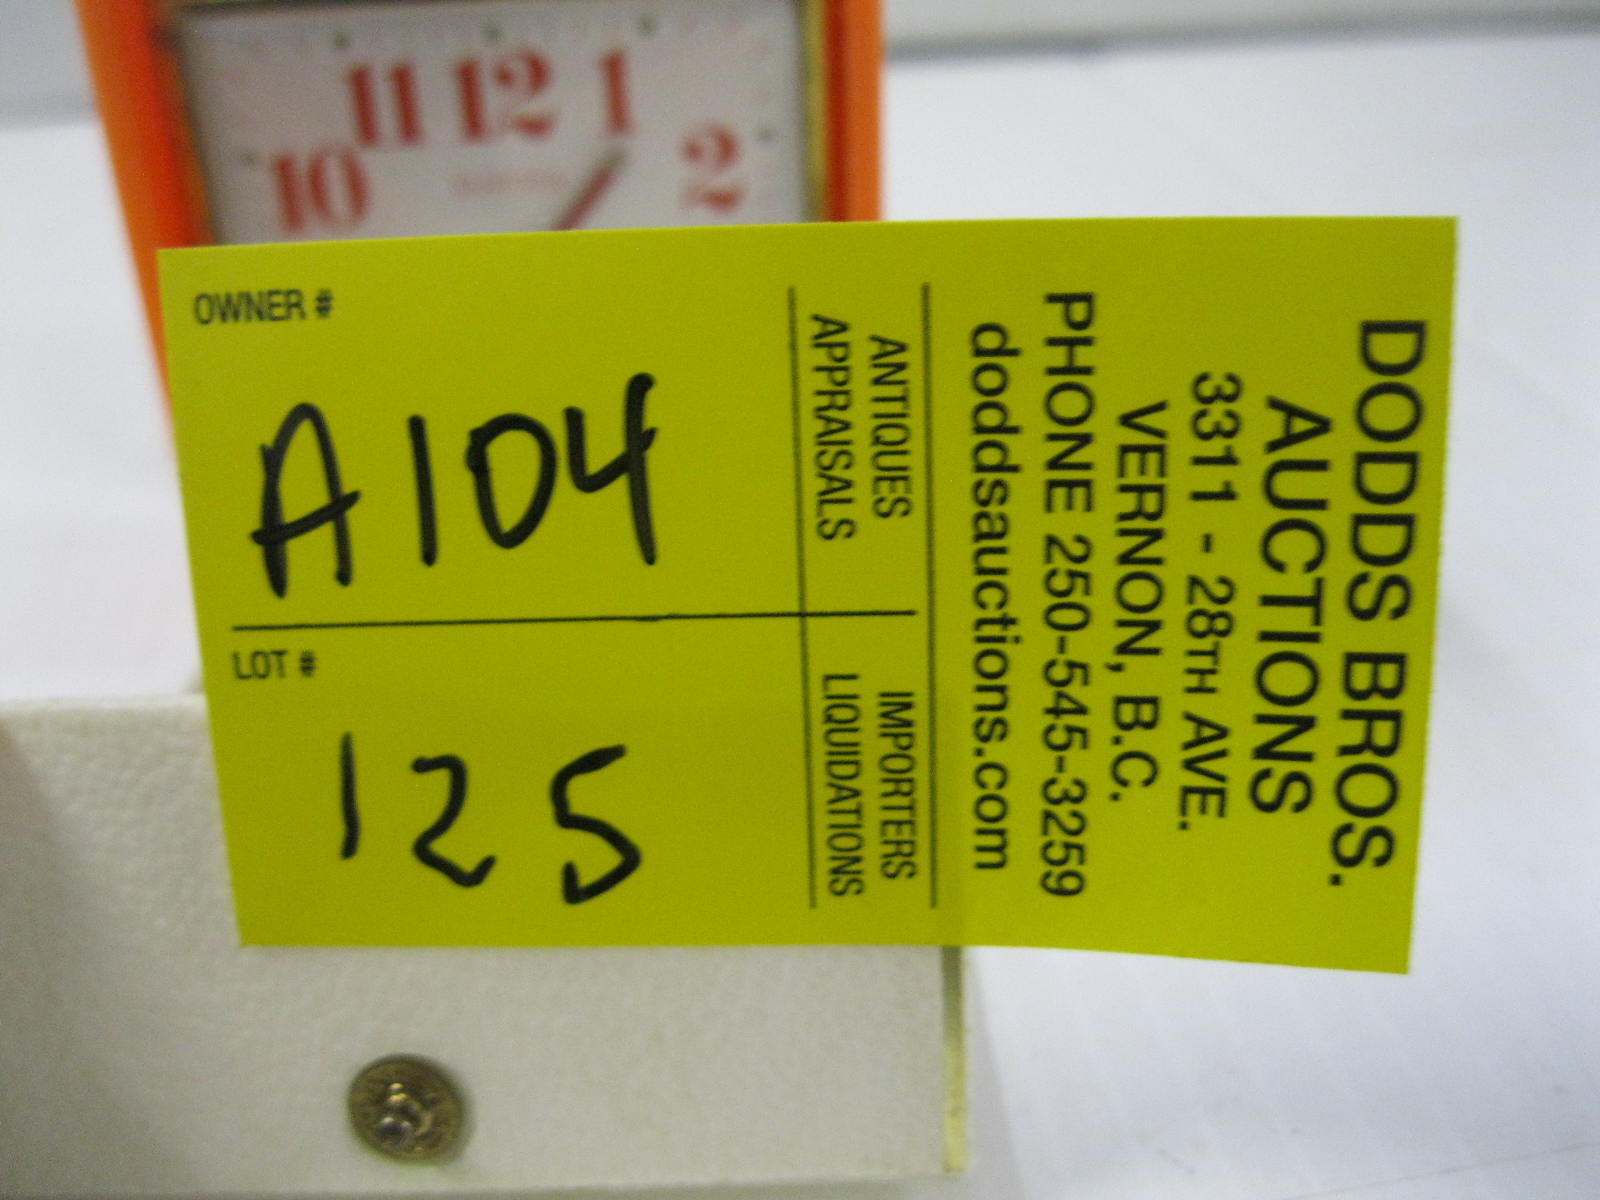 11 12 1
10 2
OWNER #
A104
LOT #
125
ANTIQUES
APPRAISALS
IMPORTERS
LIQUIDATIONS
DODDS BROS.
AUCTIONS
3311 - 28TH AVE.
VERNON, B.C.
PHONE 250-545-3259
doddsauctions.com